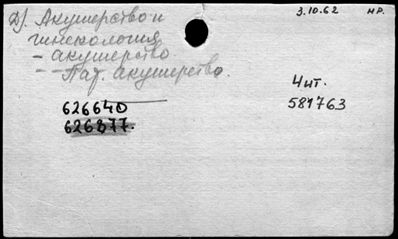 Д). Акушерство и
гинекология
3.10.62 нр.
- акушерство
- Пат. акушерство.
Чит.
626640
581763
626877.